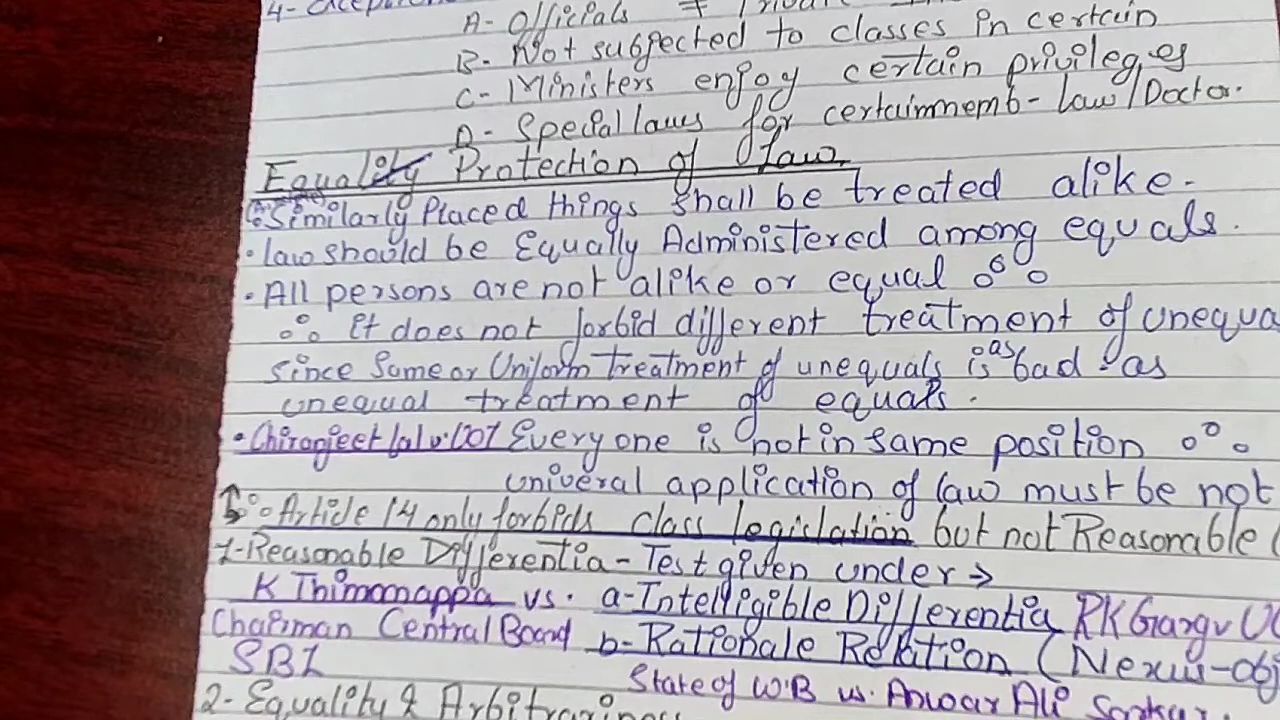 4-
A- Officials ≠
B- Not subjected to classes in certain
C- Ministers enjoy certain privileges
D- Special laws for certain memb- law/Doctor.
Equality Protection of law
Similarly Placed things shall be treated alike.
• law should be Equally Administered among equals.
• All persons are not alike or equal ∴
∴ it does not forbid different treatment of unequa
since same or Uniform treatment of unequals is as bad as
unequal treatment of equals.
• Chiranjeet lal v. UOI Everyone is not in same position ∴
univeral application of law must be not
∴ Article 14 only forbids class legislation but not Reasonable (
1-Reasonable Differentia - Test given under →
K Thimmappa vs. a-Intelligible Differentia RK Garg v U
Chairman Central Board b-Rationale Relation (Nexus-obj
SBI State of W.B vs. Anwar Ali Sarkar.
2- Equality & Arbitrariness